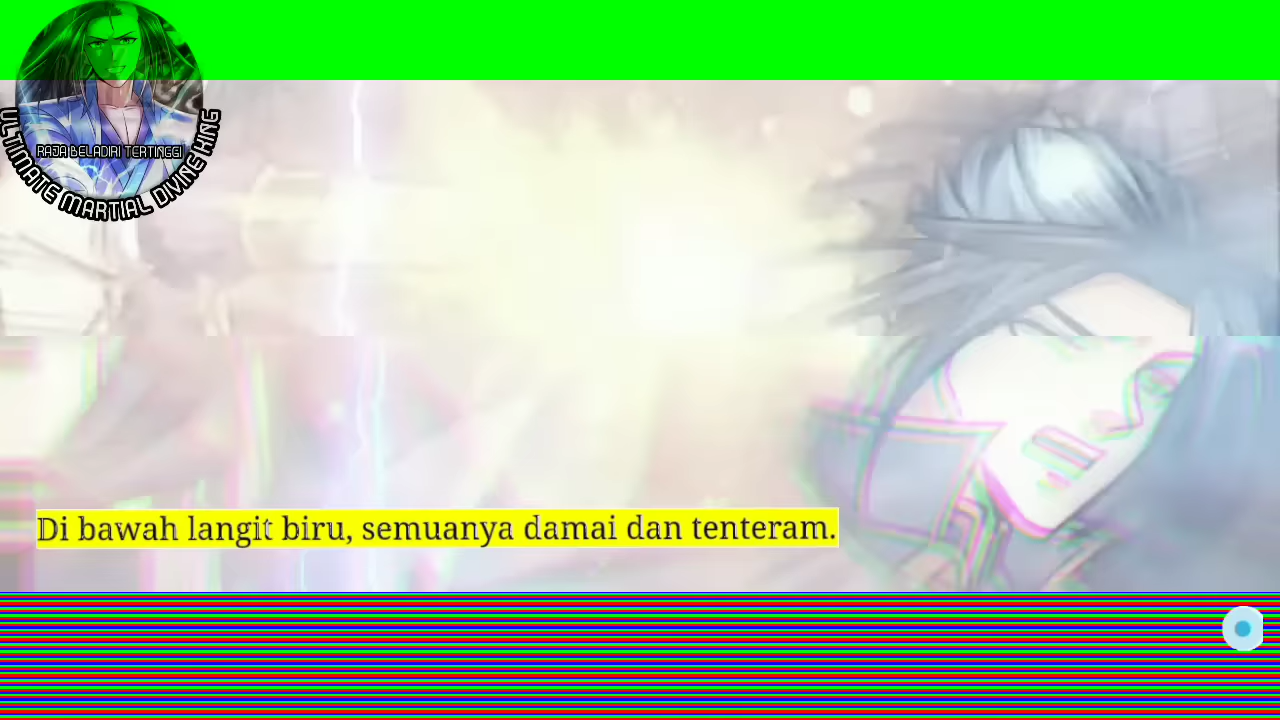 RAJA BELADIRI TERTINGGI
ULTIMATE MARTIAL DIVINE KING
Di bawah langit biru, semuanya damai dan tenteram.